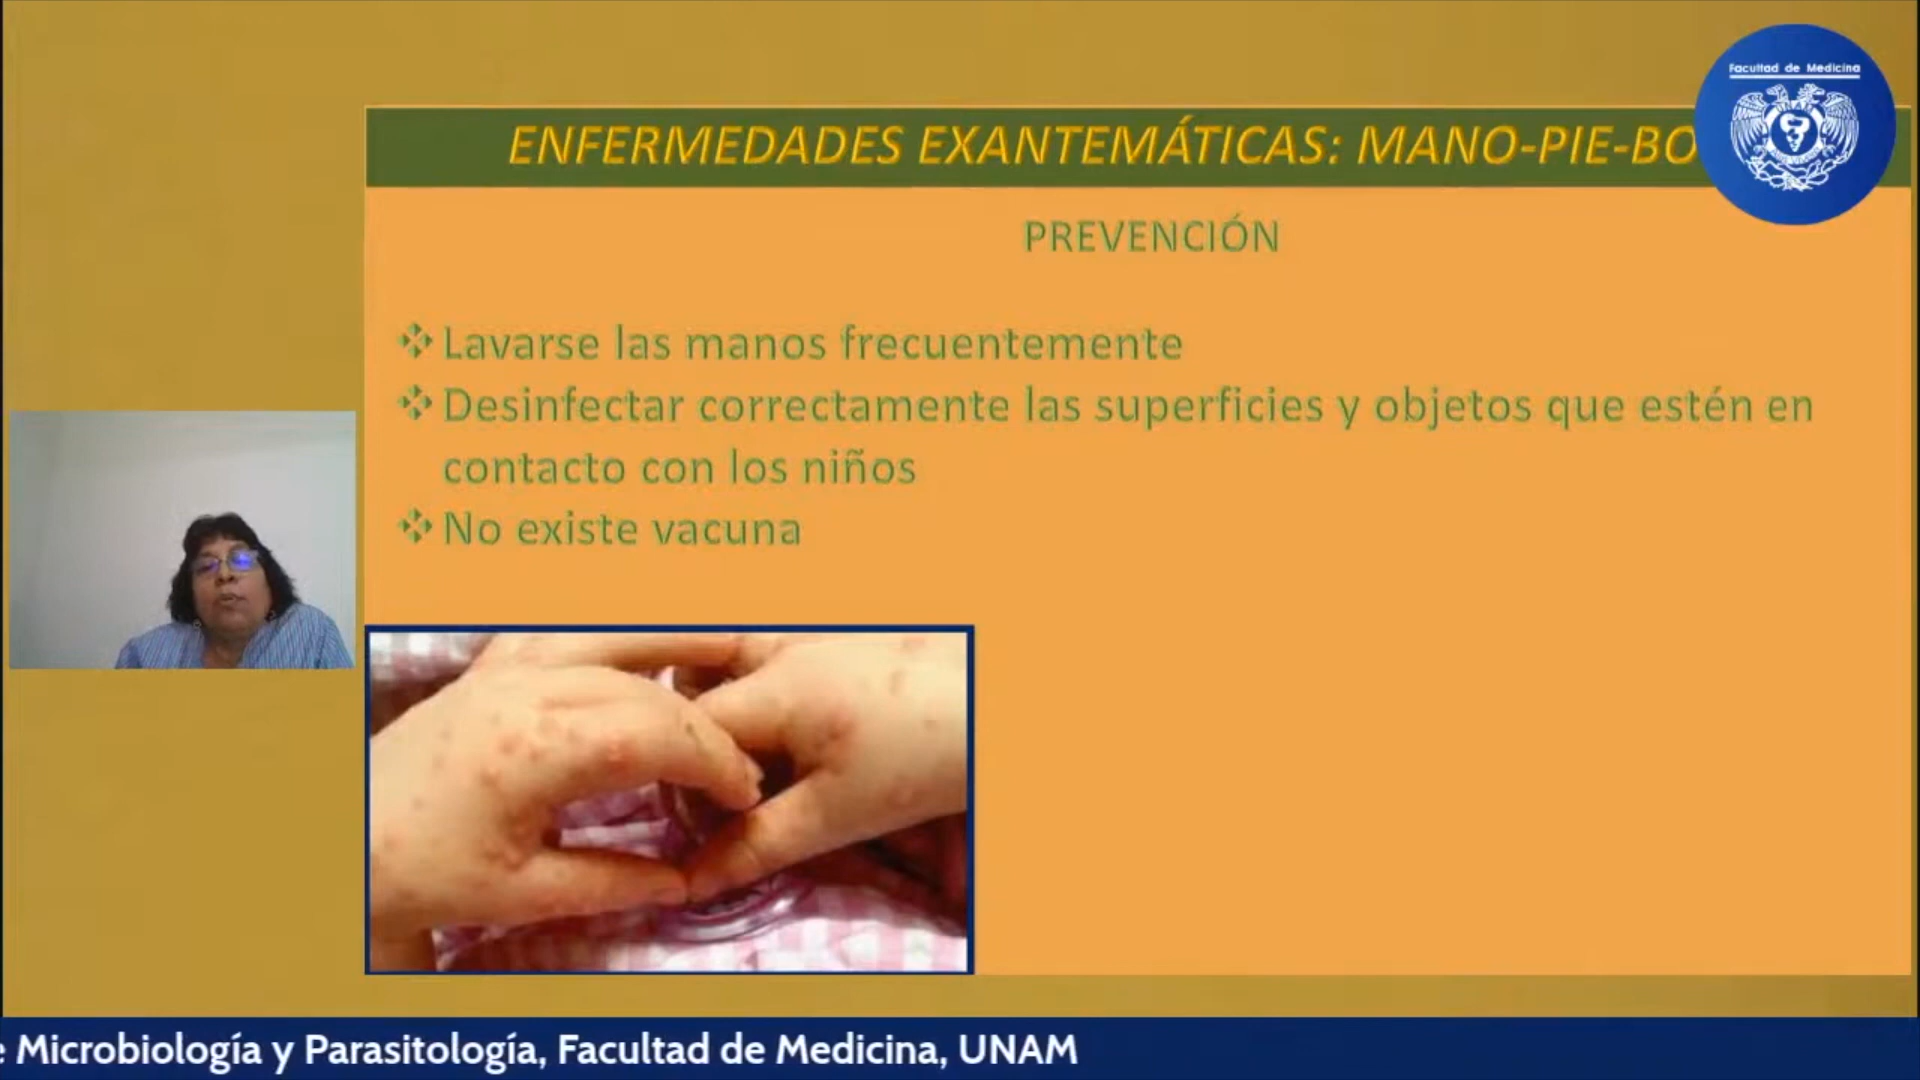 Facultad de Medicina
ENFERMEDADES EXANTEMÁTICAS: MANO-PIE-BO
PREVENCIÓN
❖ Lavarse las manos frecuentemente
❖ Desinfectar correctamente las superficies y objetos que estén en
contacto con los niños
❖ No existe vacuna
Microbiología y Parasitología, Facultad de Medicina, UNAM